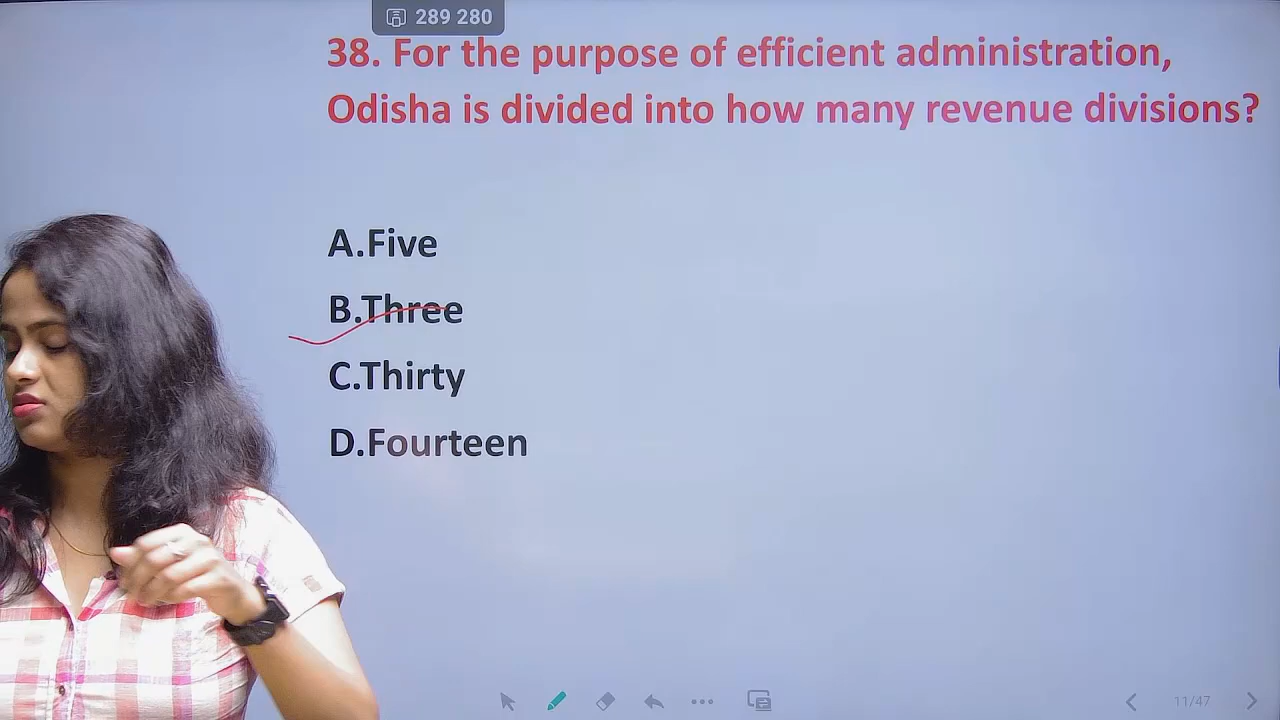 289 280
38. For the purpose of efficient administration,
Odisha is divided into how many revenue divisions?
A.Five
B.Three
C.Thirty
D.Fourteen
11/47